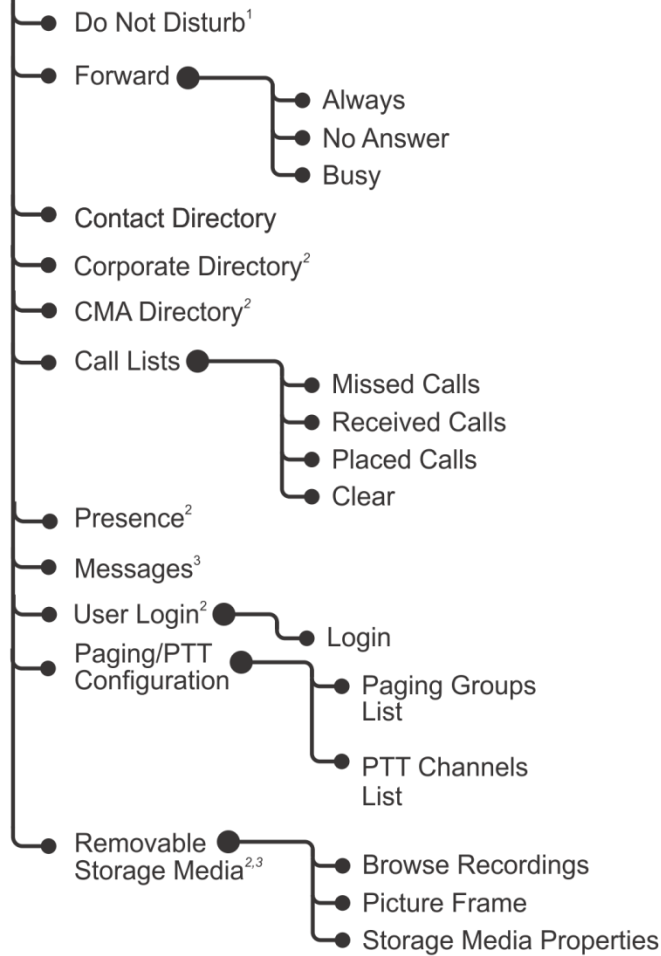 Do Not Disturb¹
Forward
Always
No Answer
Busy
Contact Directory
Corporate Directory²
CMA Directory²
Call Lists
Missed Calls
Received Calls
Placed Calls
Clear
Presence²
Messages³
User Login²
Login
Paging/PTT
Configuration
Paging Groups
List
PTT Channels
List
Removable
Storage Media²,³
Browse Recordings
Picture Frame
Storage Media Properties